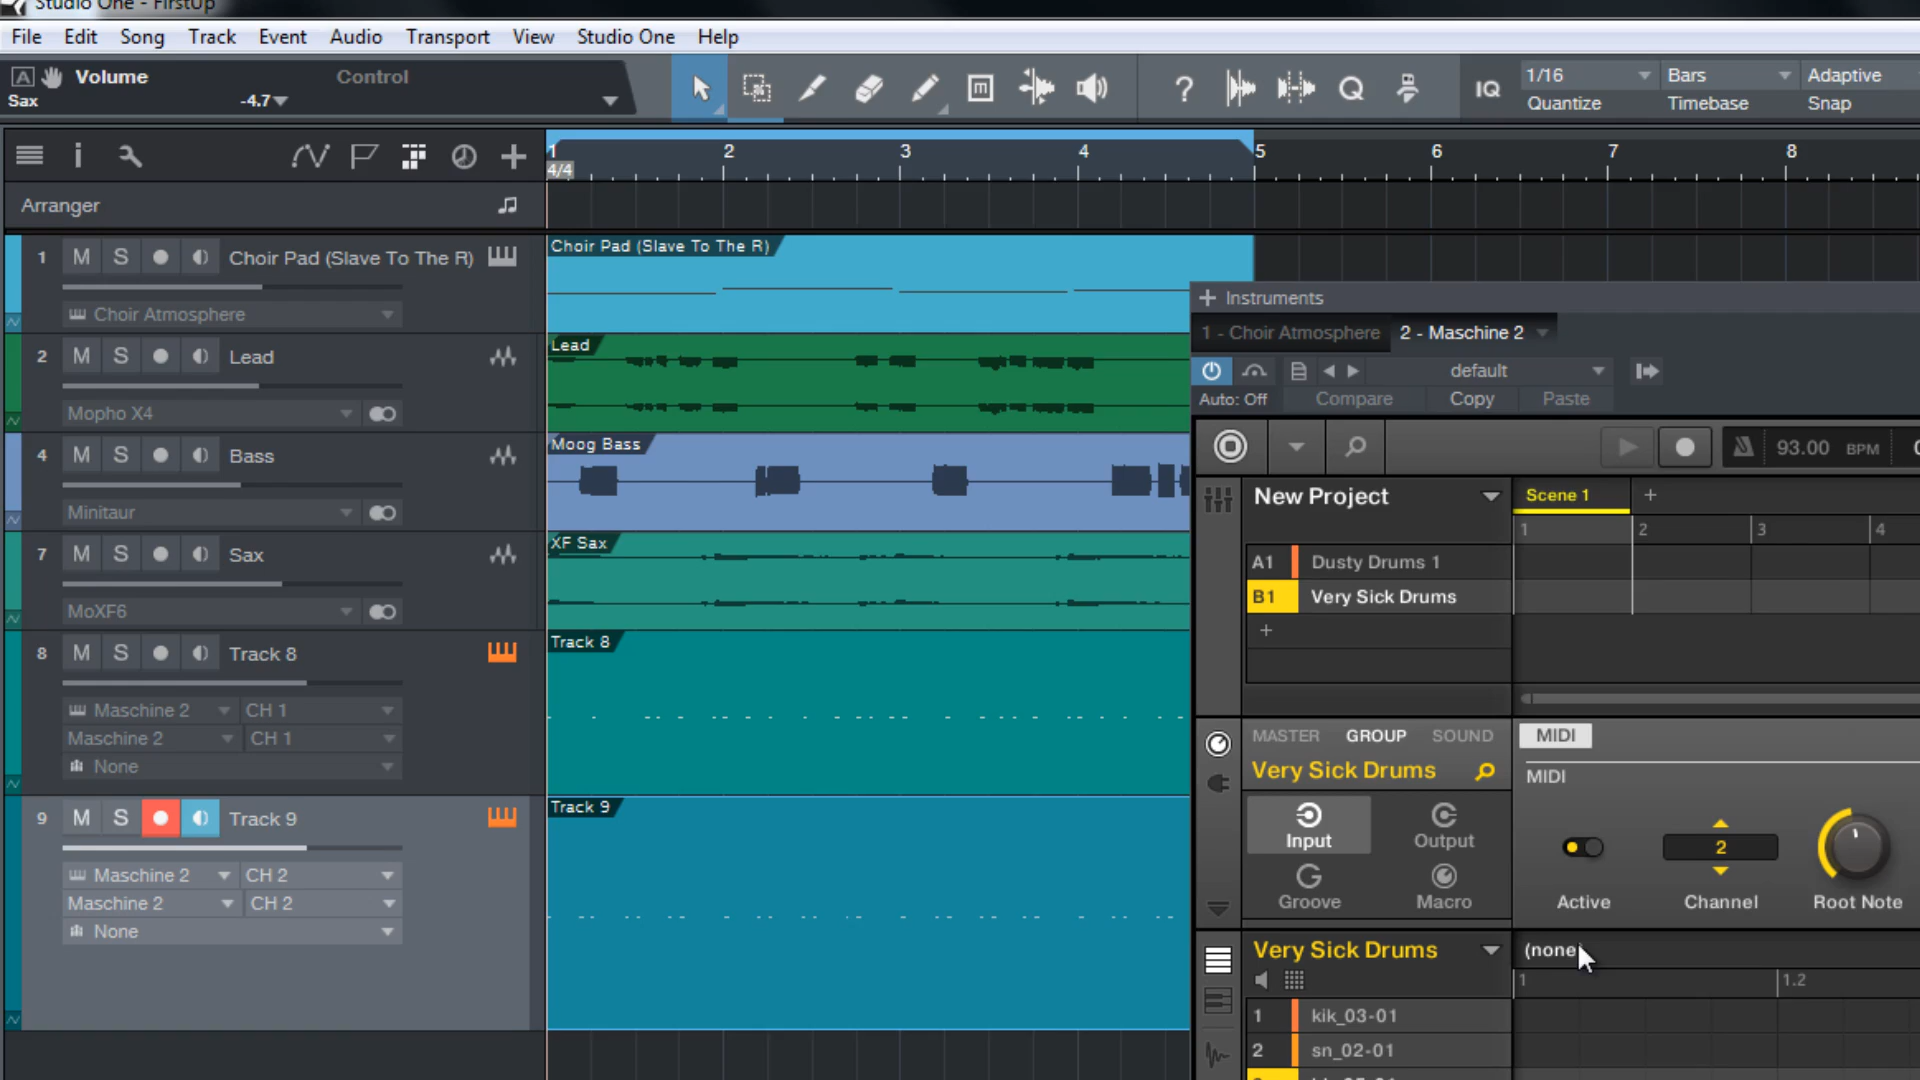 Studio One - FirstUp
File Edit Song Track Event Audio Transport View Studio One Help
A Volume Control
Sax -4.7
IQ 1/16 Bars Adaptive
Quantize Timebase Snap
1 2 3 4 5 6 7 8
4/4
Arranger
1 M S Choir Pad (Slave To The R)
Choir Atmosphere
Choir Pad (Slave To The R)
2 M S Lead
Mopho X4
Lead
4 M S Bass
Minitaur
Moog Bass
7 M S Sax
MoXF6
XF Sax
8 M S Track 8
Maschine 2 CH 1
Maschine 2 CH 1
None
Track 8
9 M S Track 9
Maschine 2 CH 2
Maschine 2 CH 2
None
Track 9
Instruments
1 - Choir Atmosphere 2 - Maschine 2
default
Auto: Off Compare Copy Paste
93.00 BPM
New Project Scene 1 +
1 2 3 4
A1 Dusty Drums 1
B1 Very Sick Drums
+
MASTER GROUP SOUND MIDI
Very Sick Drums MIDI
Input Output
Groove Macro
2
Active Channel Root Note
Very Sick Drums (none
1 1.2
1 kik_03-01
2 sn_02-01